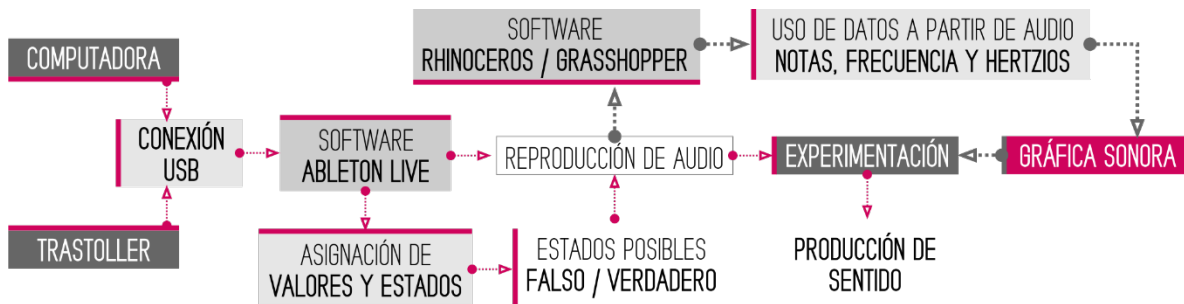 COMPUTADORA
TRASTOLLER
CONEXIÓN
USB
SOFTWARE
ABLETON LIVE
ASIGNACIÓN DE
VALORES Y ESTADOS
ESTADOS POSIBLES
FALSO / VERDADERO
REPRODUCCIÓN DE AUDIO
SOFTWARE
RHINOCEROS / GRASSHOPPER
USO DE DATOS A PARTIR DE AUDIO
NOTAS, FRECUENCIA Y HERTZIOS
GRÁFICA SONORA
EXPERIMENTACIÓN
PRODUCCIÓN DE
SENTIDO